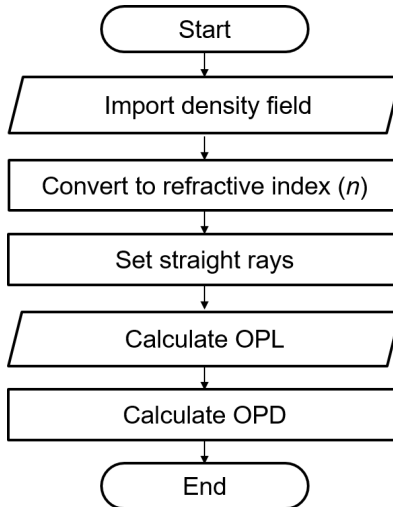 Start
Import density field
Convert to refractive index (n)
Set straight rays
Calculate OPL
Calculate OPD
End